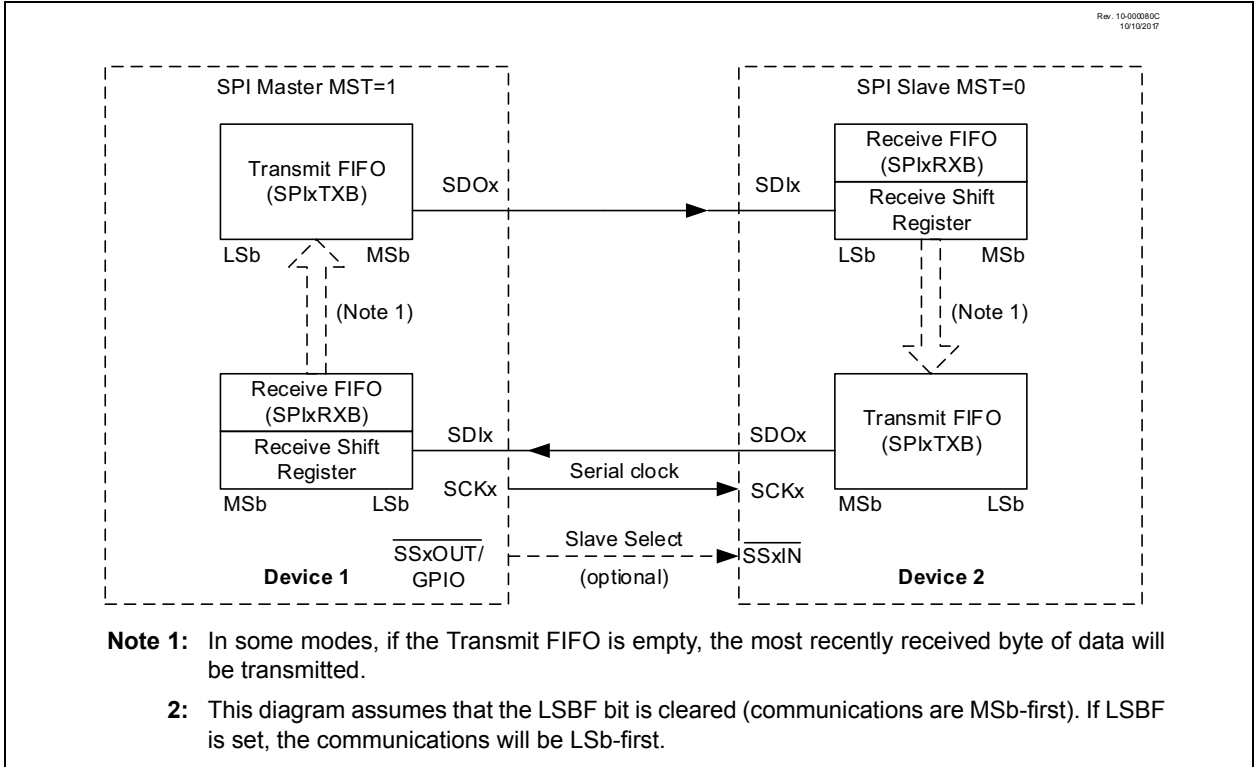 Rev. 10-000080C
10/10/2017
SPI Master MST=1
SPI Slave MST=0
Transmit FIFO
(SPIxTXB)
SDOx
SDIx
Receive FIFO
(SPIxRXB)
Receive Shift
Register
LSb MSb
LSb MSb
(Note 1)
(Note 1)
Receive FIFO
(SPIxRXB)
Receive Shift
Register
SDIx
SDOx
Transmit FIFO
(SPIxTXB)
Serial clock
MSb LSb
SCKx
SCKx
MSb LSb
SSxOUT/
GPIO
Slave Select
(optional)
SSxIN
Device 1
Device 2
Note 1: In some modes, if the Transmit FIFO is empty, the most recently received byte of data will
be transmitted.
2: This diagram assumes that the LSBF bit is cleared (communications are MSb-first). If LSBF
is set, the communications will be LSb-first.